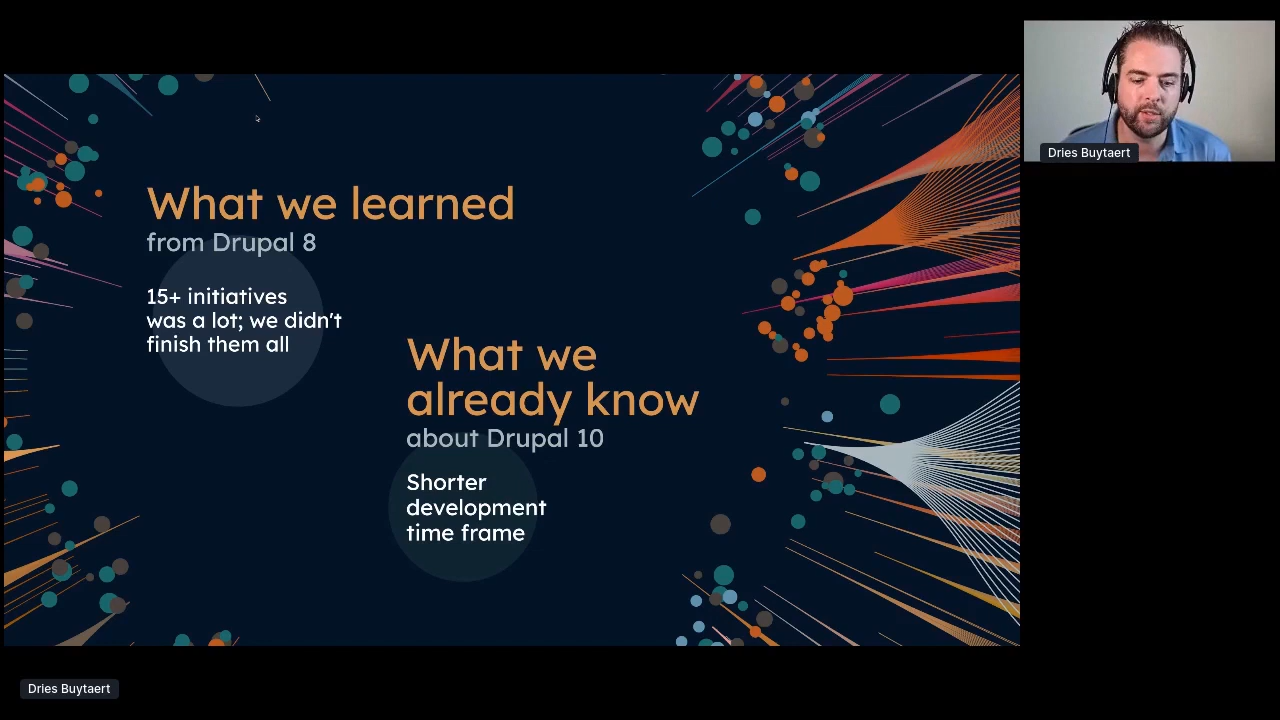 Dries Buytaert
What we learned
from Drupal 8
15+ initiatives
was a lot; we didn't
finish them all
What we
already know
about Drupal 10
Shorter
development
time frame
Dries Buytaert